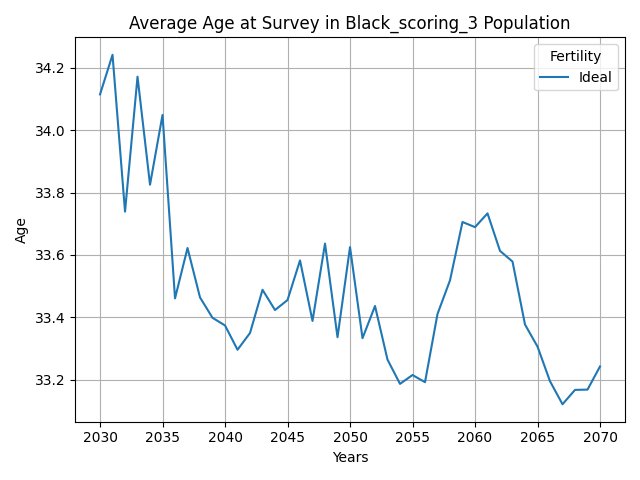 Average Age at Survey in Black_scoring_3 Population
Fertility
Ideal
34.2
34.0
33.8
33.6
33.4
33.2
Age
2030 2035 2040 2045 2050 2055 2060 2065 2070
Years